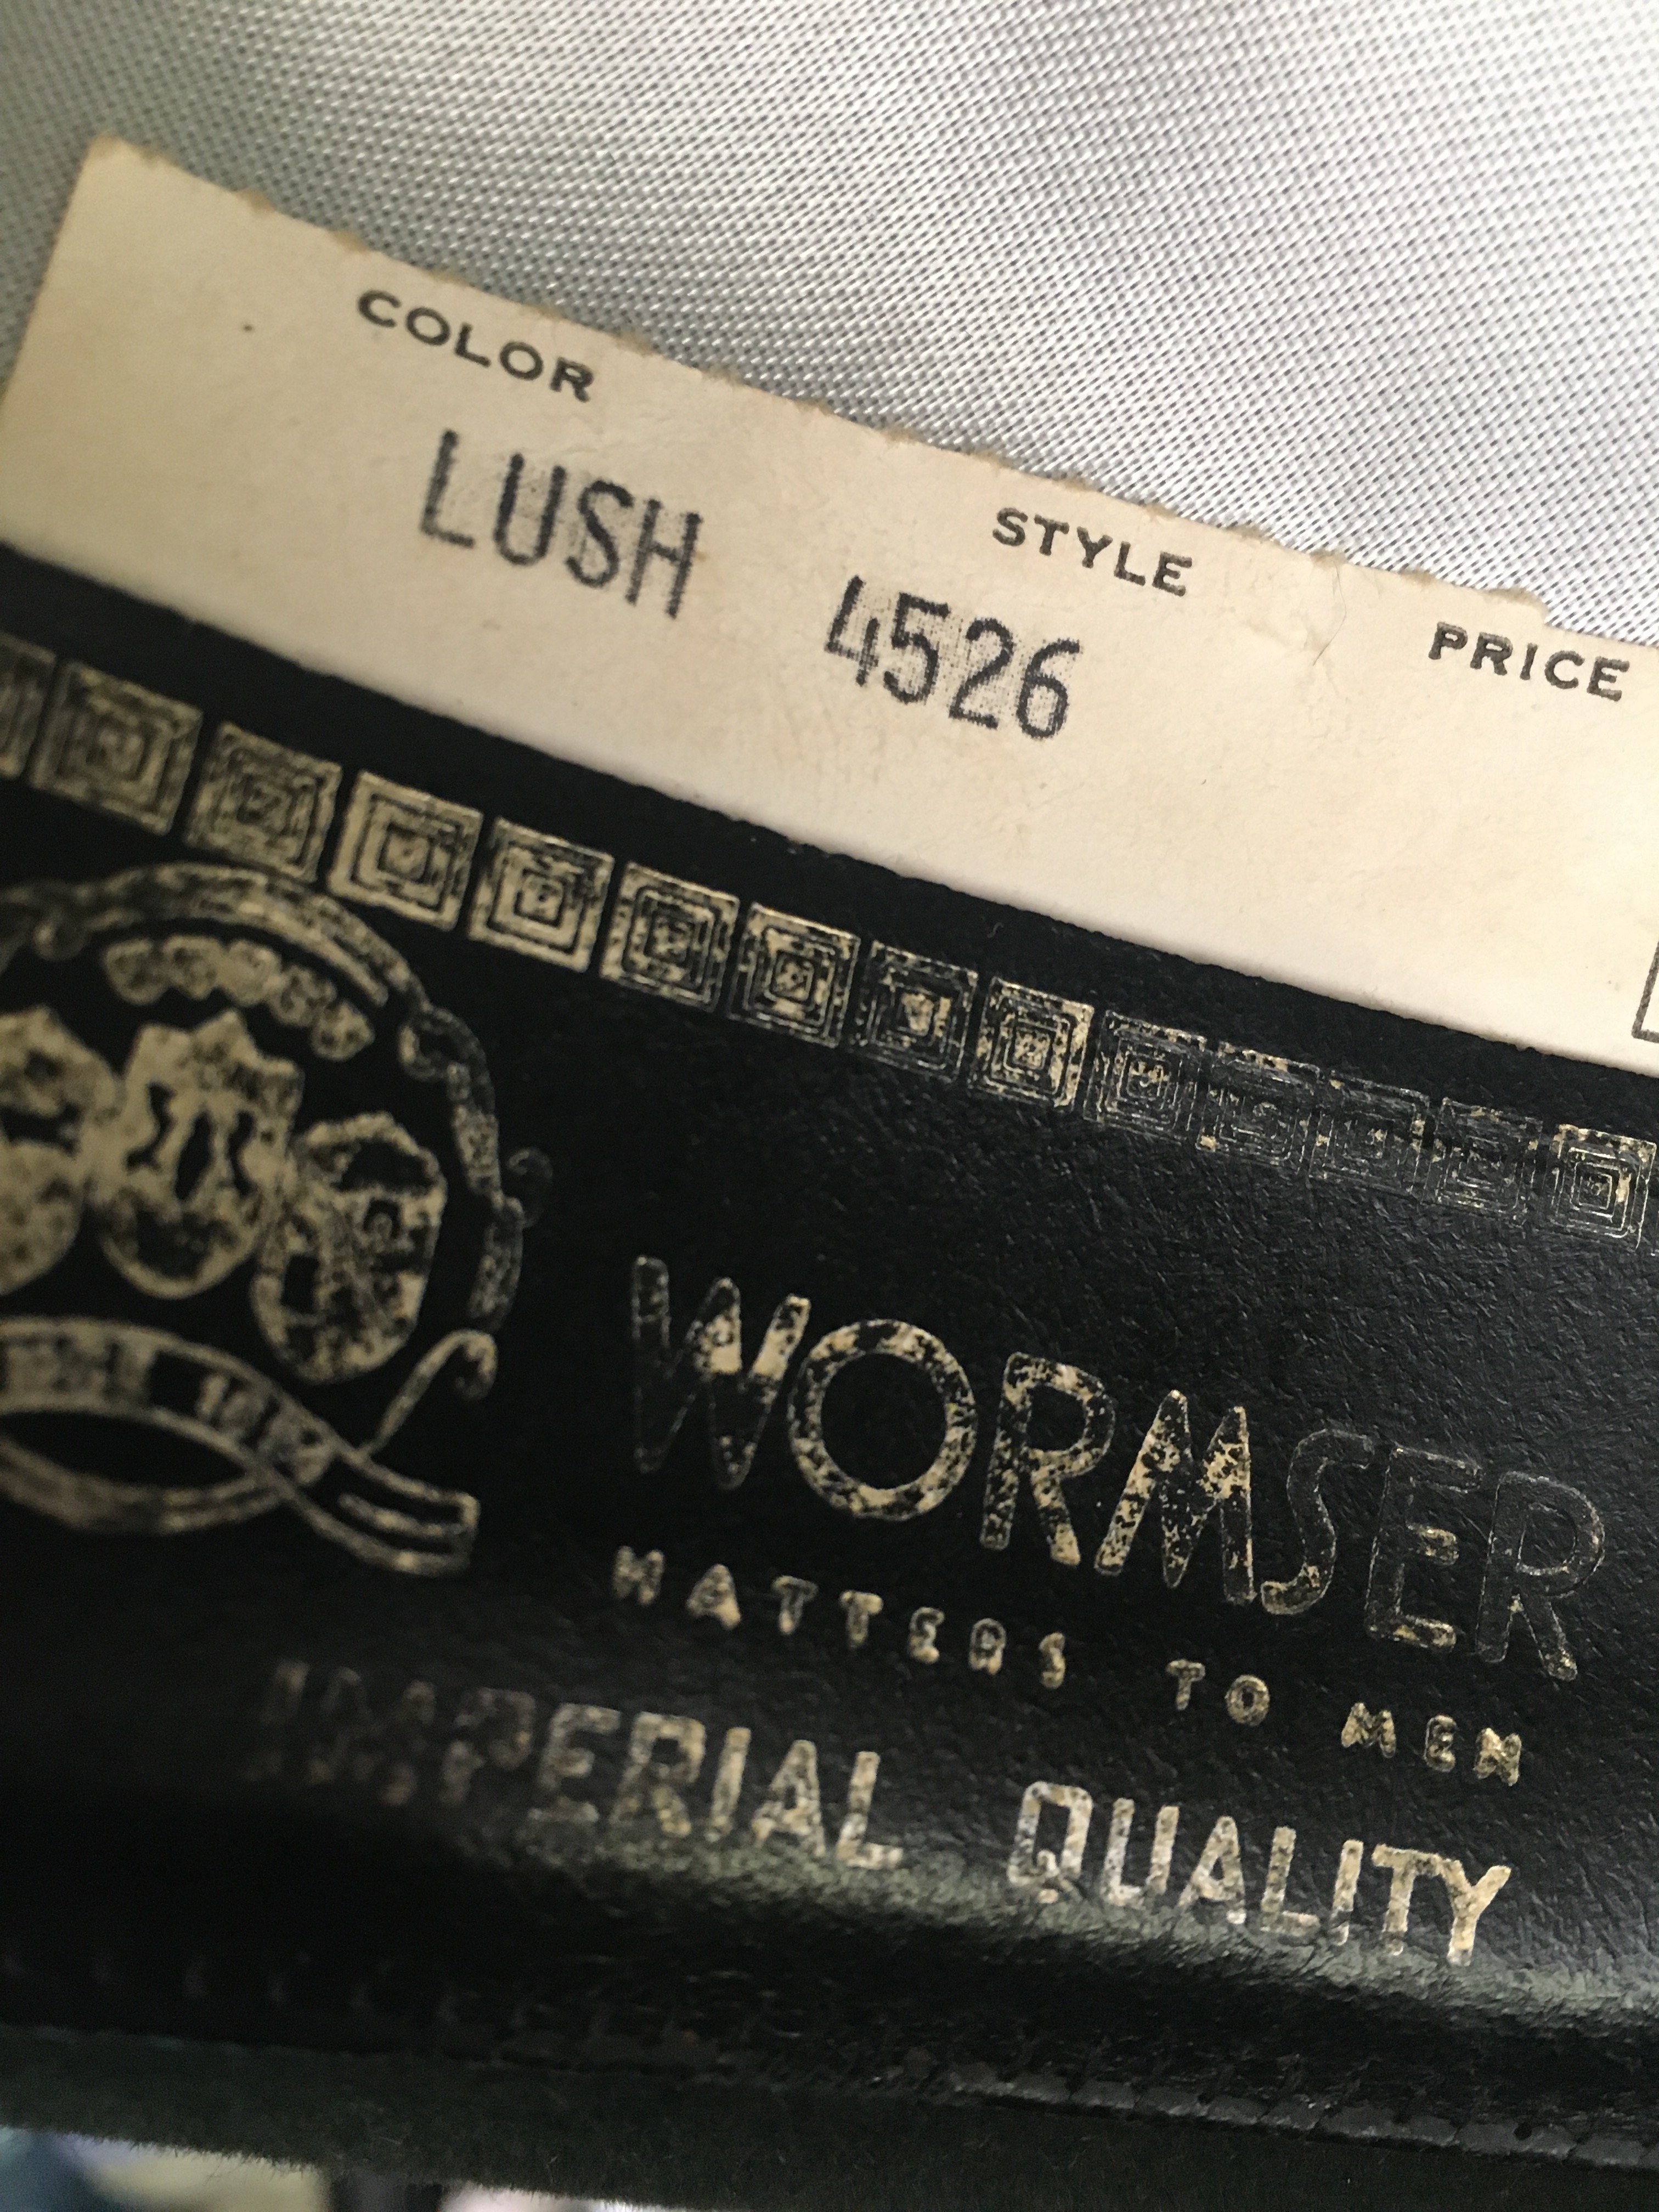 COLOR STYLE PRICE
LUSH 4526
WORMSER
HATTERS TO MEN
IMPERIAL QUALITY